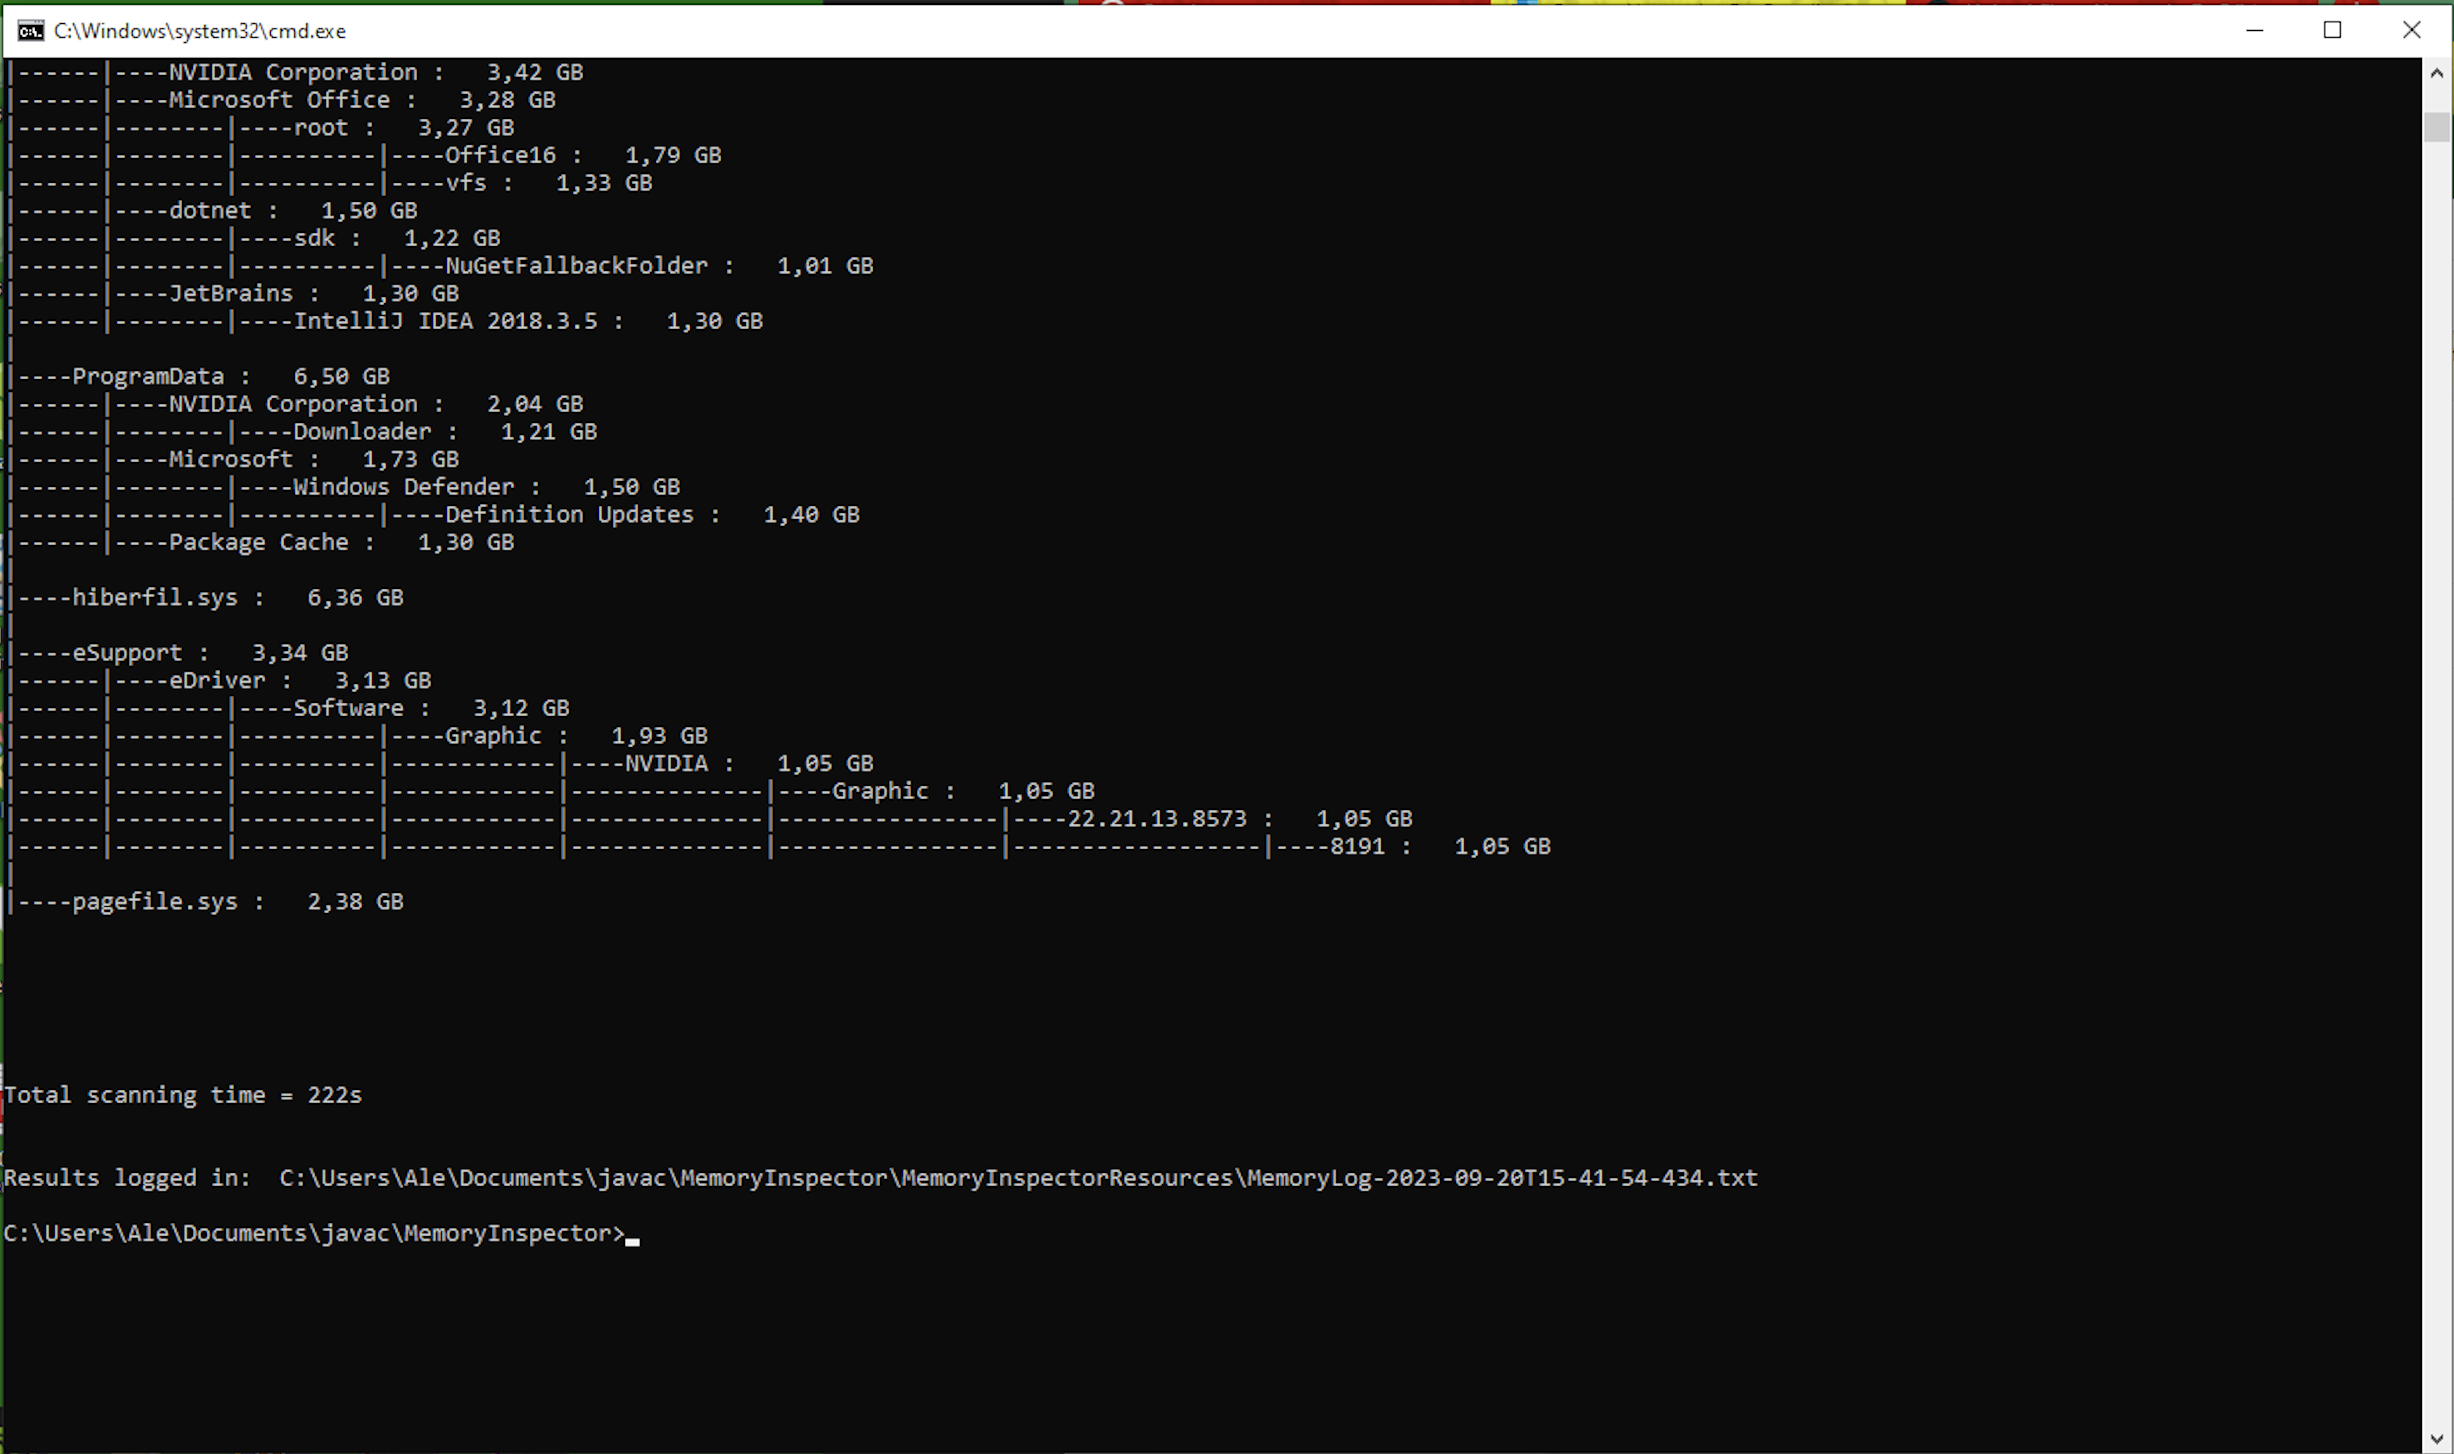 C:\Windows\system32\cmd.exe
|------|----NVIDIA Corporation :   3,42 GB
|------|----Microsoft Office :   3,28 GB
|------|--------|----root :   3,27 GB
|------|--------|----------|----Office16 :   1,79 GB
|------|--------|----------|----vfs :   1,33 GB
|------|----dotnet :   1,50 GB
|------|--------|----sdk :   1,22 GB
|------|--------|----------|----NuGetFallbackFolder :   1,01 GB
|------|----JetBrains :   1,30 GB
|------|--------|----IntelliJ IDEA 2018.3.5 :   1,30 GB
|
|----ProgramData :   6,50 GB
|------|----NVIDIA Corporation :   2,04 GB
|------|--------|----Downloader :   1,21 GB
|------|----Microsoft :   1,73 GB
|------|--------|----Windows Defender :   1,50 GB
|------|--------|----------|----Definition Updates :   1,40 GB
|------|----Package Cache :   1,30 GB
|
|----hiberfil.sys :   6,36 GB
|
|----eSupport :   3,34 GB
|------|----eDriver :   3,13 GB
|------|--------|----Software :   3,12 GB
|------|--------|----------|----Graphic :   1,93 GB
|------|--------|----------|------------|----NVIDIA :   1,05 GB
|------|--------|----------|------------|--------------|----Graphic :   1,05 GB
|------|--------|----------|------------|--------------|----------------|----22.21.13.8573 :   1,05 GB
|------|--------|----------|------------|--------------|----------------|------------------|----8191 :   1,05 GB
|
|----pagefile.sys :   2,38 GB
Total scanning time = 222s
Results logged in:  C:\Users\Ale\Documents\javac\MemoryInspector\MemoryInspectorResources\MemoryLog-2023-09-20T15-41-54-434.txt
C:\Users\Ale\Documents\javac\MemoryInspector>